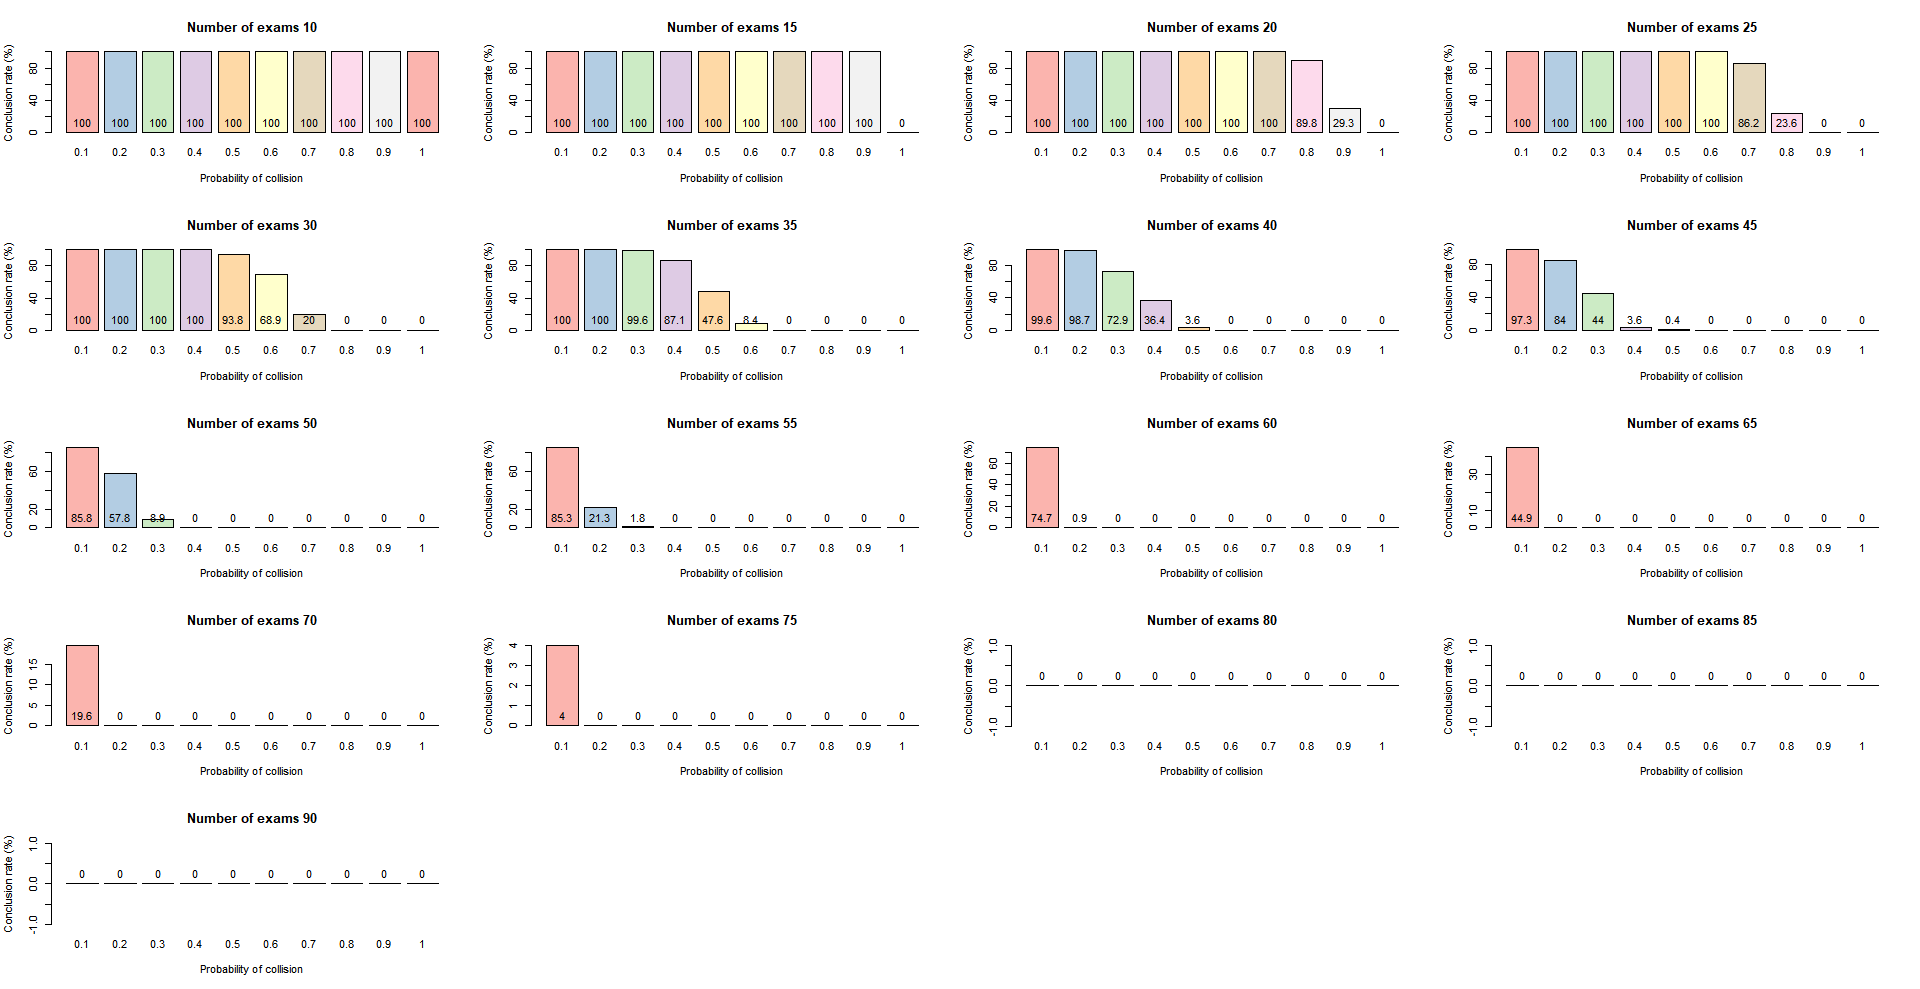 Number of exams 10
Conclusion rate (%)
0 40 80
100 100 100 100 100 100 100 100 100 100
0.1 0.2 0.3 0.4 0.5 0.6 0.7 0.8 0.9 1
Probability of collision
Number of exams 15
Conclusion rate (%)
0 40 80
100 100 100 100 100 100 100 100 100 0
0.1 0.2 0.3 0.4 0.5 0.6 0.7 0.8 0.9 1
Probability of collision
Number of exams 20
Conclusion rate (%)
0 40 80
100 100 100 100 100 100 100 89.8 29.3 0
0.1 0.2 0.3 0.4 0.5 0.6 0.7 0.8 0.9 1
Probability of collision
Number of exams 25
Conclusion rate (%)
0 40 80
100 100 100 100 100 100 86.2 23.6 0 0
0.1 0.2 0.3 0.4 0.5 0.6 0.7 0.8 0.9 1
Probability of collision
Number of exams 30
Conclusion rate (%)
0 40 80
100 100 100 100 93.8 68.9 20 0 0 0
0.1 0.2 0.3 0.4 0.5 0.6 0.7 0.8 0.9 1
Probability of collision
Number of exams 35
Conclusion rate (%)
0 40 80
100 100 99.6 87.1 47.6 8.4 0 0 0 0
0.1 0.2 0.3 0.4 0.5 0.6 0.7 0.8 0.9 1
Probability of collision
Number of exams 40
Conclusion rate (%)
0 40 80
99.6 98.7 72.9 36.4 3.6 0 0 0 0 0
0.1 0.2 0.3 0.4 0.5 0.6 0.7 0.8 0.9 1
Probability of collision
Number of exams 45
Conclusion rate (%)
0 40 80
97.3 84 44 3.6 0.4 0 0 0 0 0
0.1 0.2 0.3 0.4 0.5 0.6 0.7 0.8 0.9 1
Probability of collision
Number of exams 50
Conclusion rate (%)
0 20 60
85.8 57.8 8.9 0 0 0 0 0 0 0
0.1 0.2 0.3 0.4 0.5 0.6 0.7 0.8 0.9 1
Probability of collision
Number of exams 55
Conclusion rate (%)
0 20 60
85.3 21.3 1.8 0 0 0 0 0 0 0
0.1 0.2 0.3 0.4 0.5 0.6 0.7 0.8 0.9 1
Probability of collision
Number of exams 60
Conclusion rate (%)
0 20 40 60
74.7 0.9 0 0 0 0 0 0 0 0
0.1 0.2 0.3 0.4 0.5 0.6 0.7 0.8 0.9 1
Probability of collision
Number of exams 65
Conclusion rate (%)
0 10 30
44.9 0 0 0 0 0 0 0 0 0
0.1 0.2 0.3 0.4 0.5 0.6 0.7 0.8 0.9 1
Probability of collision
Number of exams 70
Conclusion rate (%)
0 5 10 15
19.6 0 0 0 0 0 0 0 0 0
0.1 0.2 0.3 0.4 0.5 0.6 0.7 0.8 0.9 1
Probability of collision
Number of exams 75
Conclusion rate (%)
0 1 2 3 4
4 0 0 0 0 0 0 0 0 0
0.1 0.2 0.3 0.4 0.5 0.6 0.7 0.8 0.9 1
Probability of collision
Number of exams 80
Conclusion rate (%)
-1.0 0.0 1.0
0 0 0 0 0 0 0 0 0 0
0.1 0.2 0.3 0.4 0.5 0.6 0.7 0.8 0.9 1
Probability of collision
Number of exams 85
Conclusion rate (%)
-1.0 0.0 1.0
0 0 0 0 0 0 0 0 0 0
0.1 0.2 0.3 0.4 0.5 0.6 0.7 0.8 0.9 1
Probability of collision
Number of exams 90
Conclusion rate (%)
-1.0 0.0 1.0
0 0 0 0 0 0 0 0 0 0
0.1 0.2 0.3 0.4 0.5 0.6 0.7 0.8 0.9 1
Probability of collision